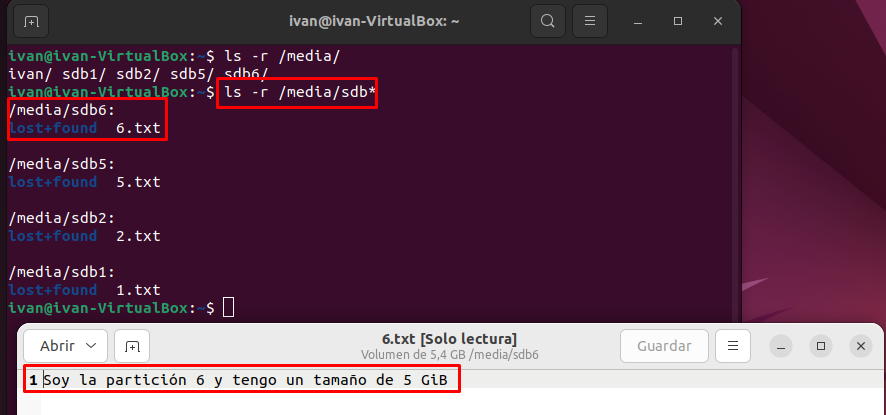 ivan@ivan-VirtualBox: ~
ivan@ivan-VirtualBox:~$ ls -r /media/
ivan/ sdb1/ sdb2/ sdb5/ sdb6/
ivan@ivan-VirtualBox:~$ ls -r /media/sdb*
/media/sdb6:
lost+found  6.txt
/media/sdb5:
lost+found  5.txt
/media/sdb2:
lost+found  2.txt
/media/sdb1:
lost+found  1.txt
ivan@ivan-VirtualBox:~$
Abrir
6.txt [Solo lectura]
Volumen de 5,4 GB /media/sdb6
Guardar
1 Soy la partición 6 y tengo un tamaño de 5 GiB